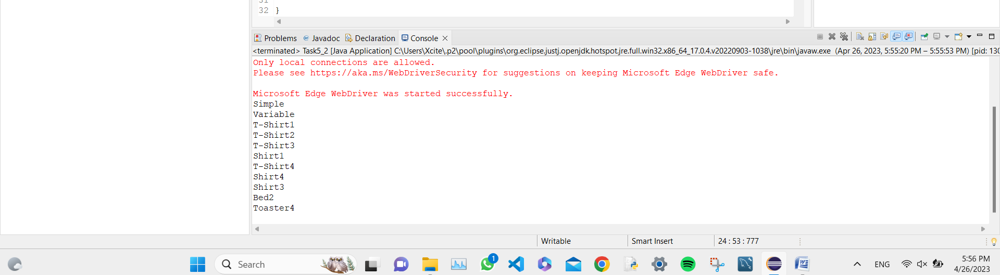 31
32 }
Problems @ Javadoc Declaration Console
<terminated> Task5_2 [Java Application] C:\Users\Xcite\.p2\pool\plugins\org.eclipse.justj.openjdk.hotspot.jre.full.win32.x86_64_17.0.4.v20220903-1038\jre\bin\javaw.exe (Apr 26, 2023, 5:55:20 PM – 5:55:53 PM) [pid: 130
Only local connections are allowed.
Please see https://aka.ms/WebDriverSecurity for suggestions on keeping Microsoft Edge WebDriver safe.
Microsoft Edge WebDriver was started successfully.
Simple
Variable
T-Shirt1
T-Shirt2
T-Shirt3
Shirt1
T-Shirt4
Shirt4
Shirt3
Bed2
Toaster4
Writable Smart Insert 24 : 53 : 777
Search 1 ENG 5:56 PM
4/26/2023